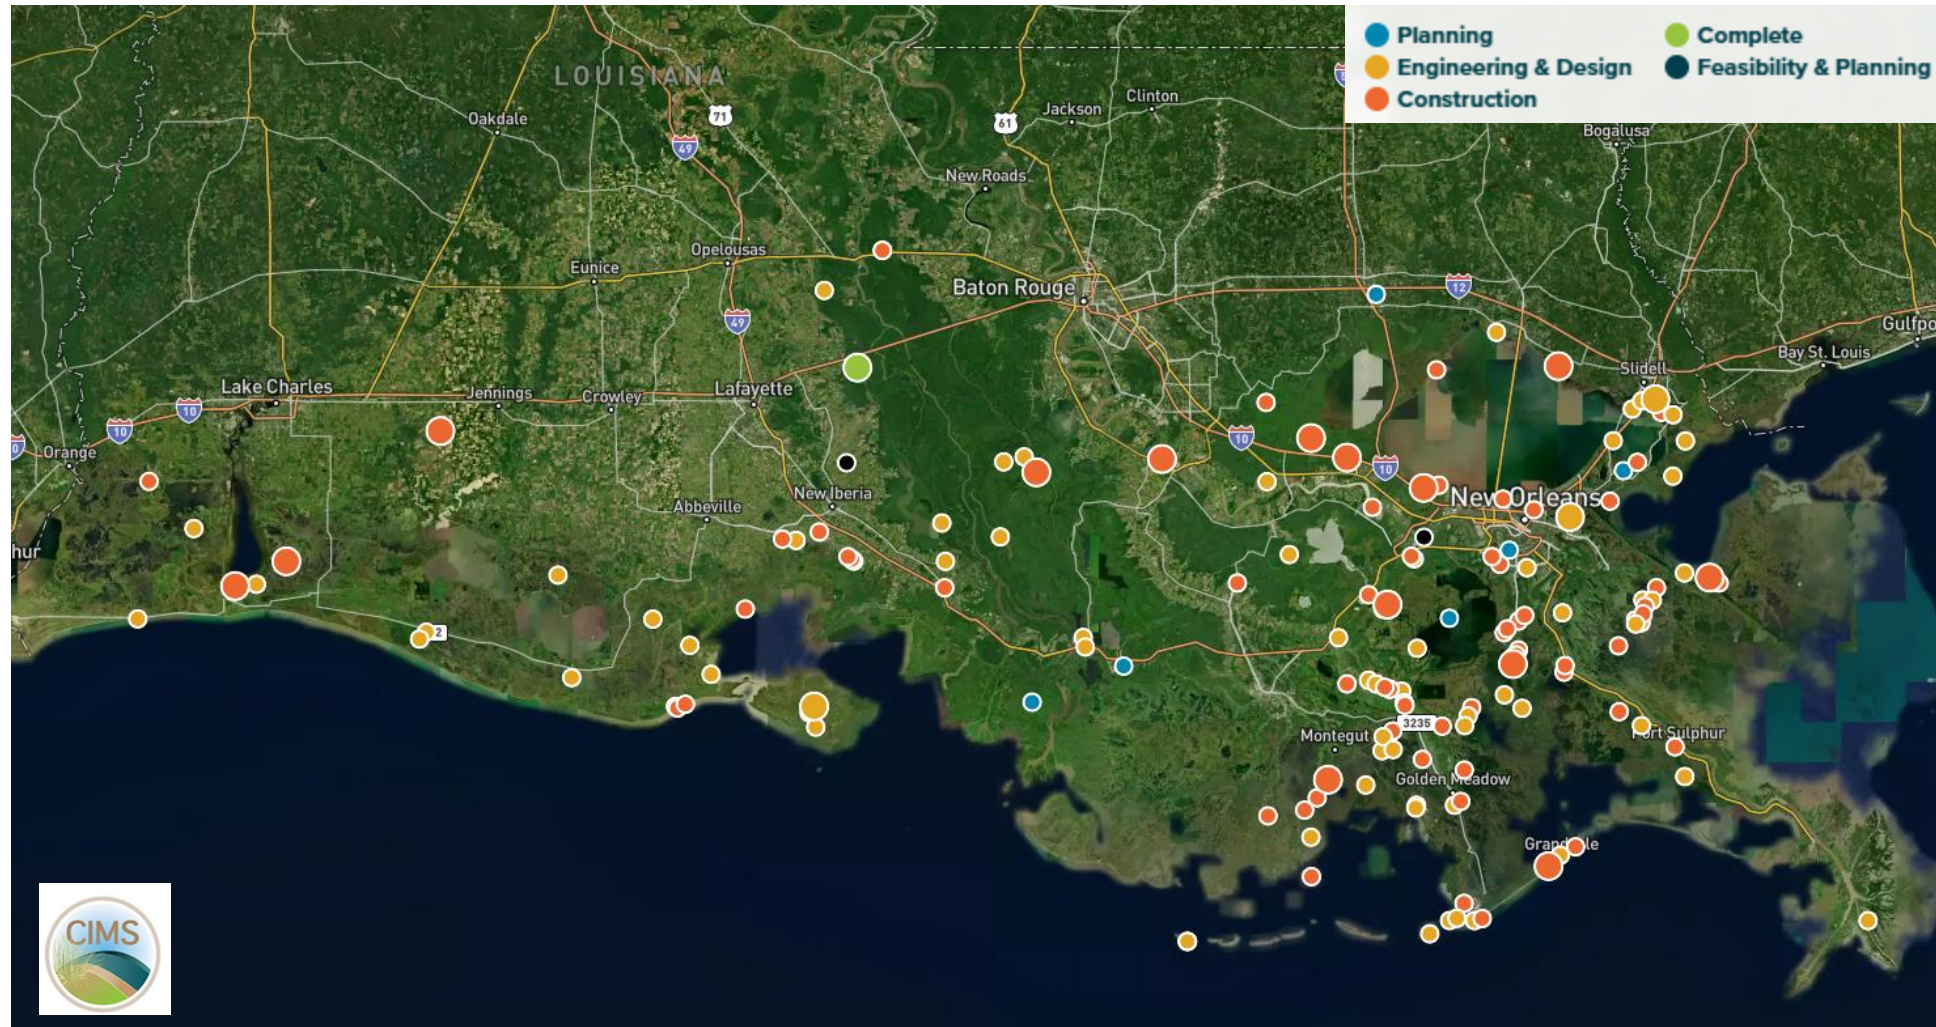 Planning
Complete
Engineering & Design
Feasibility & Planning
Construction
LOUISIANA
71
61
Jackson
Clinton
Oakdale
49
Bogalusa
New Roads
Opelousas
Eunice
Baton Rouge
12
49
Gulfpo
Bay St. Louis
Slidell
Lake Charles
Jennings
Crowley
Lafayette
10
10
10
Orange
10
New Iberia
Abbeville
New Orleans
hur
2
3235
Montegut
Port Sulphur
Golden Meadow
CIMS